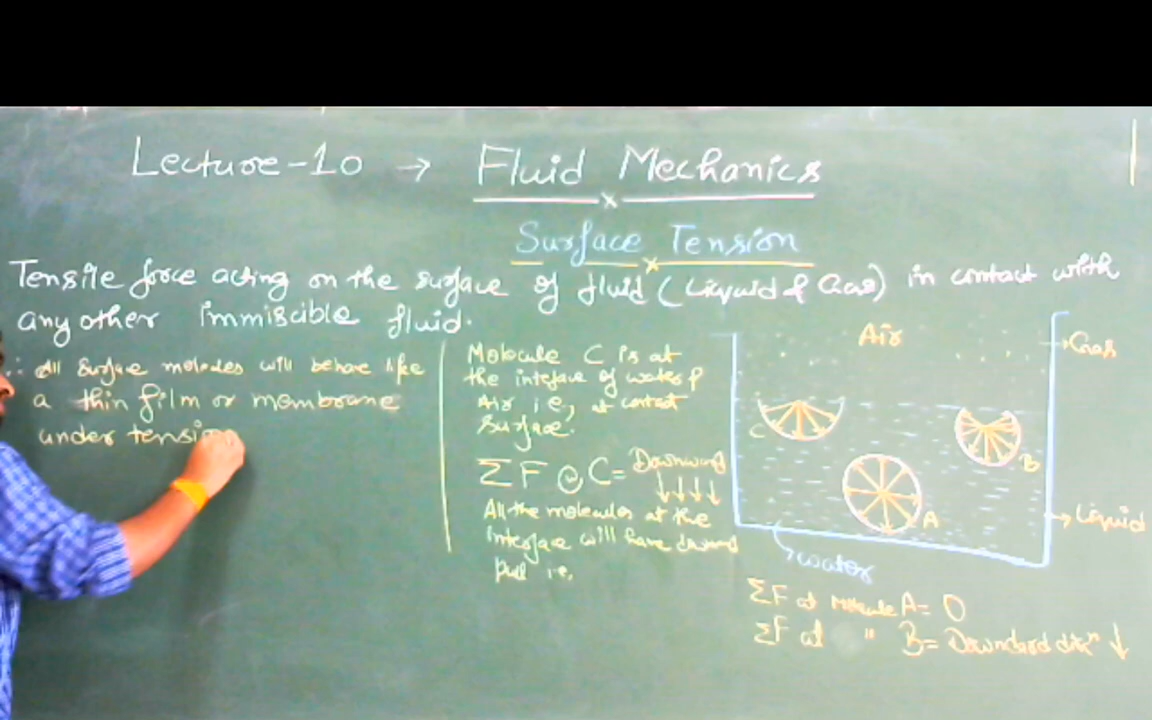 Lecture-10 → Fluid Mechanics
Surface Tension
Tensile force acting on the surface of fluid (Liquid & Gas) in contact with
any other immiscible fluid.
∴ All surface molecules will behave like
a thin film or membrane
under tension
Molecule C is at
the interface of water &
Air i.e, at contact
surface.
ΣF @ C = Downward
↓↓↓↓
All the molecules at the
interface will have downward
Pull i.e,
Air
Gas
C
B
A
Liquid
water
ΣF at molecule A = 0
ΣF at " B = Downward dirⁿ ↓